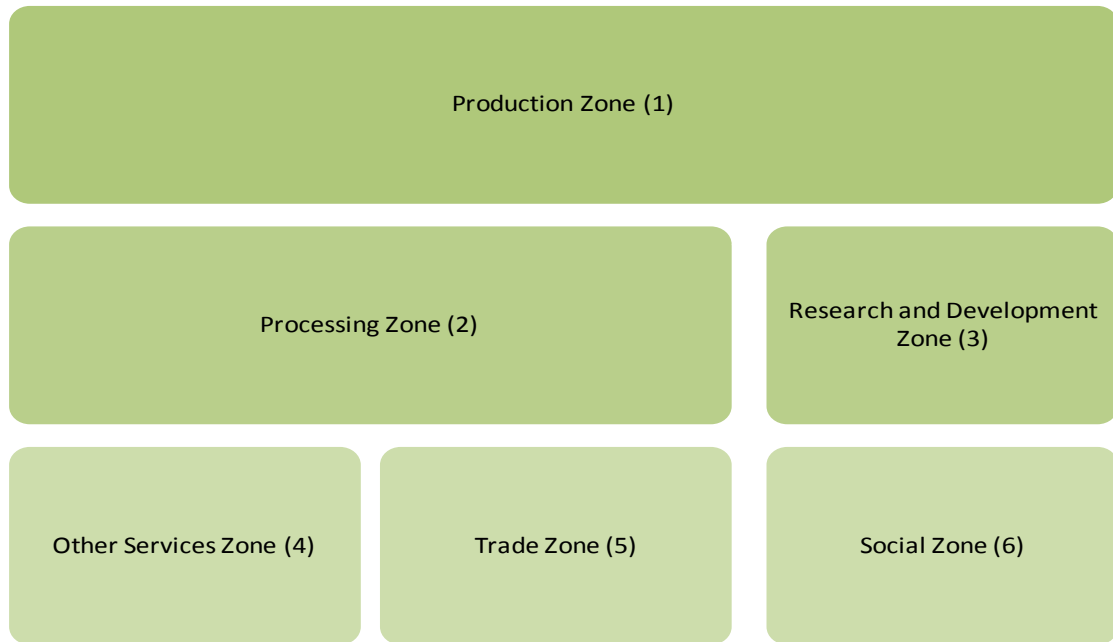 Production Zone (1)
Processing Zone (2)
Research and Development
Zone (3)
Other Services Zone (4)
Trade Zone (5)
Social Zone (6)